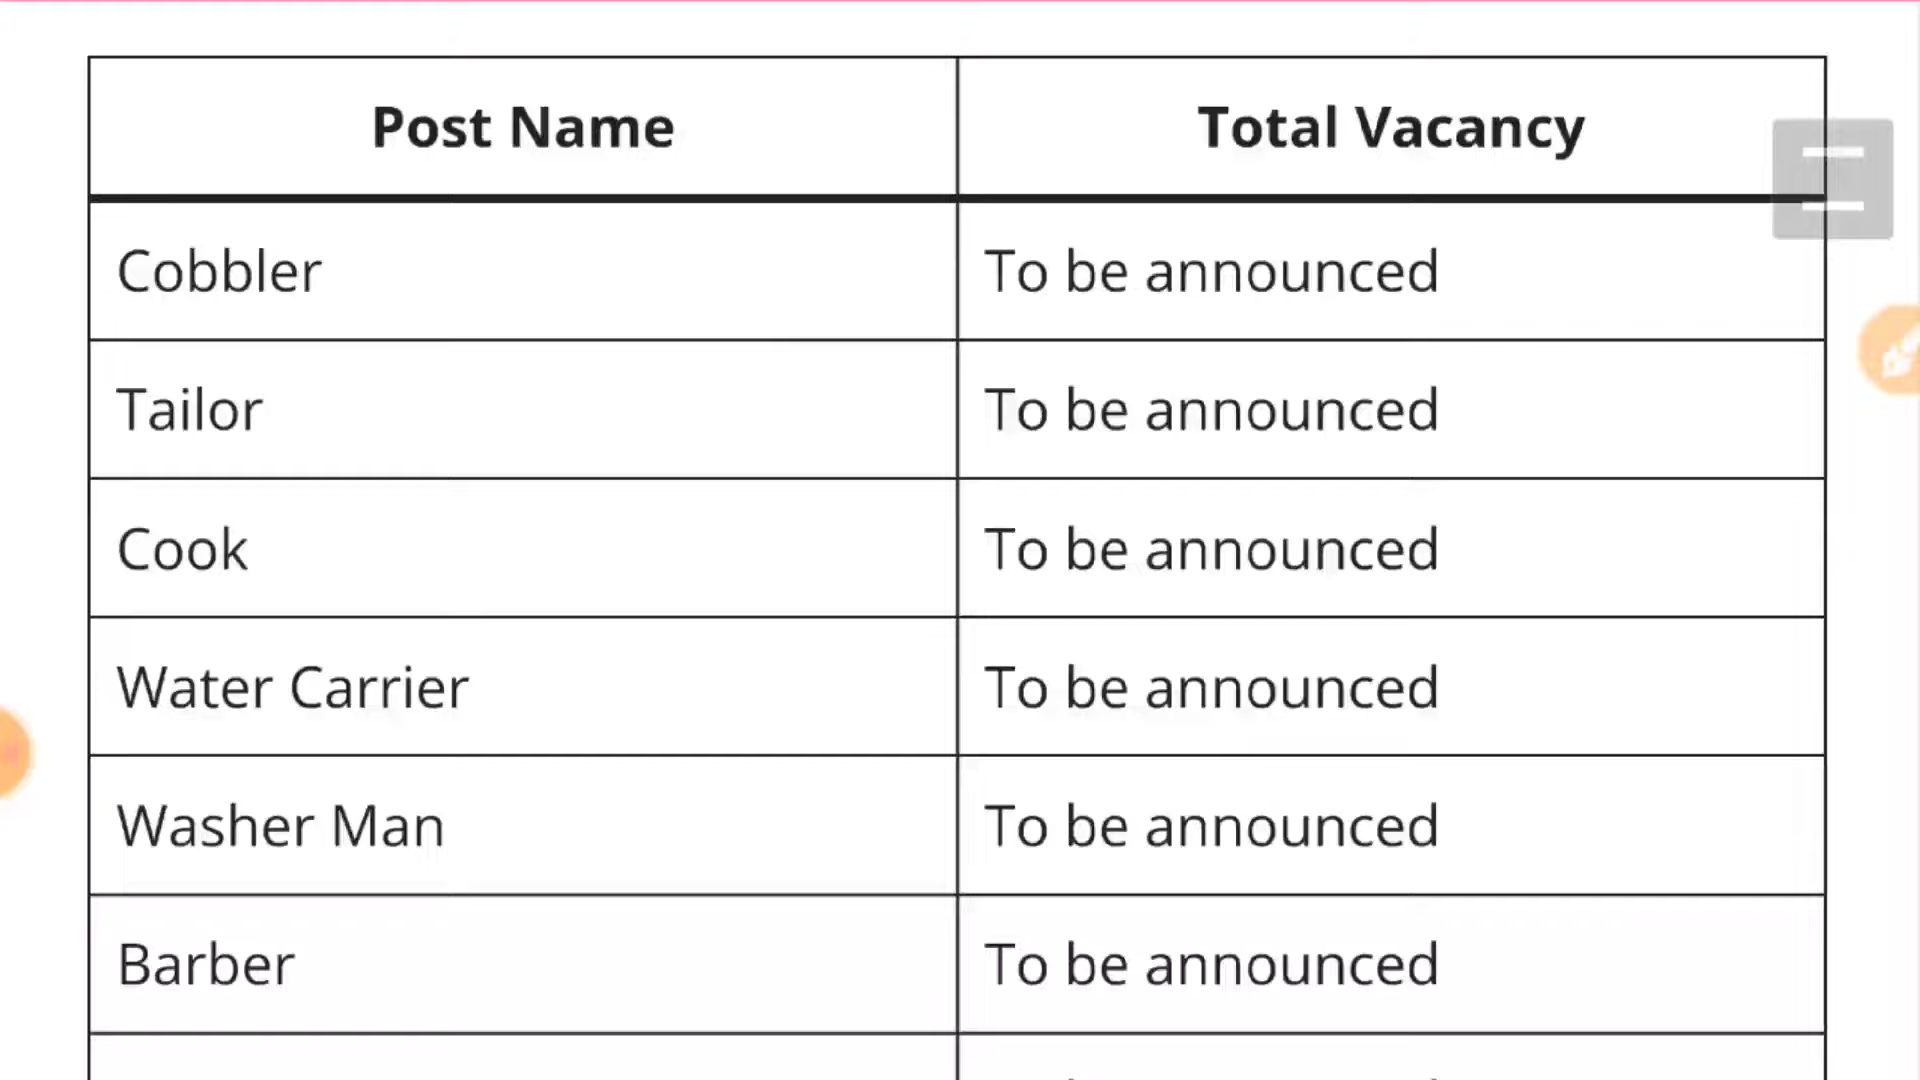 Post Name Total Vacancy
Cobbler To be announced
Tailor To be announced
Cook To be announced
Water Carrier To be announced
Washer Man To be announced
Barber To be announced